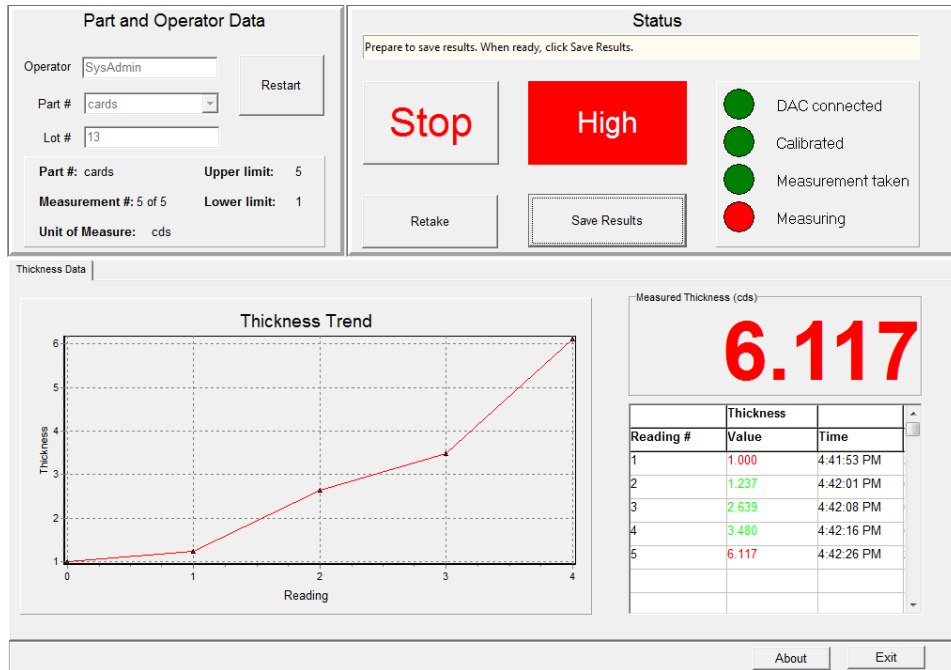 Part and Operator Data
Operator SysAdmin
Restart
Part # cards
Lot # 13
Part #: cards Upper limit: 5
Measurement #: 5 of 5 Lower limit: 1
Unit of Measure: cds
Status
Prepare to save results. When ready, click Save Results.
Stop
High
Retake
Save Results
DAC connected
Calibrated
Measurement taken
Measuring
Thickness Data
Thickness Trend
Thickness
6
5
4
3
2
1
0 1 2 3 4
Reading
Measured Thickness (cds)
6.117
Thickness
Reading # Value Time
1 1.000 4:41:53 PM
2 1.237 4:42:01 PM
3 2.639 4:42:08 PM
4 3.480 4:42:16 PM
5 6.117 4:42:26 PM
About
Exit